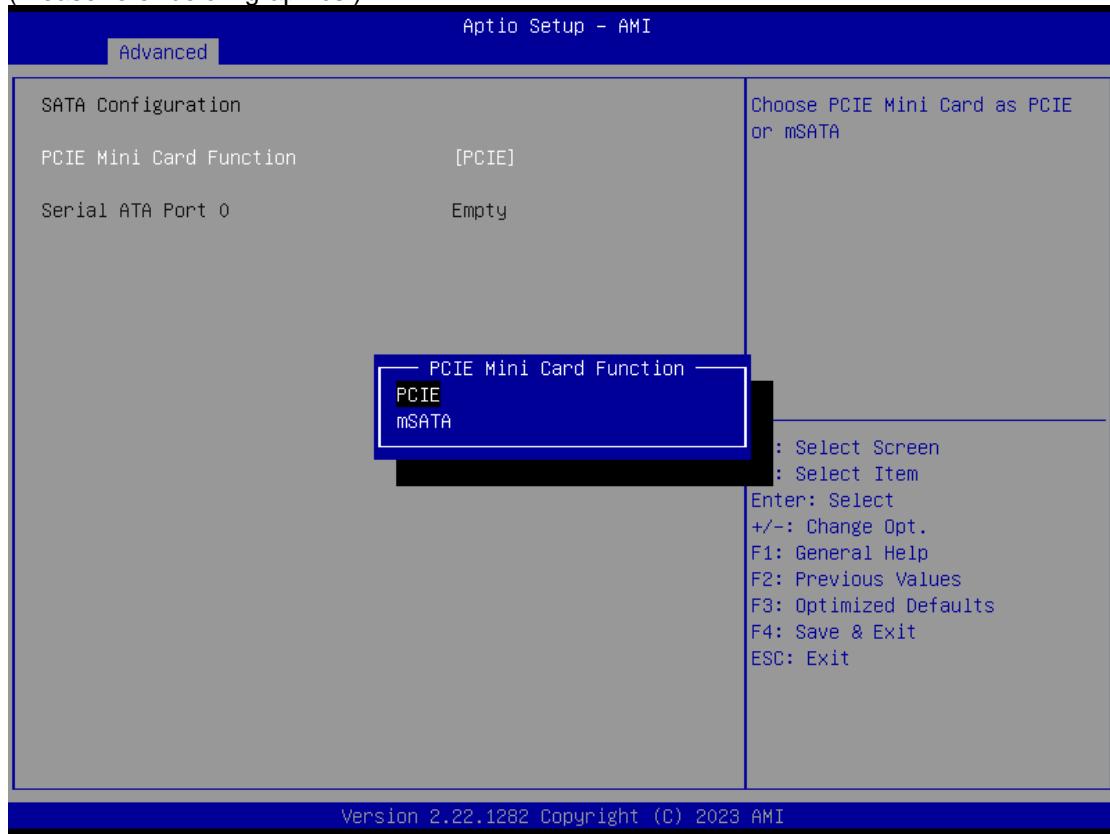 Aptio Setup – AMI
Advanced
SATA Configuration
PCIE Mini Card Function [PCIE]
Serial ATA Port 0 Empty
Choose PCIE Mini Card as PCIE
or mSATA
PCIE Mini Card Function
PCIE
mSATA
: Select Screen
: Select Item
Enter: Select
+/-: Change Opt.
F1: General Help
F2: Previous Values
F3: Optimized Defaults
F4: Save & Exit
ESC: Exit
Version 2.22.1282 Copyright (C) 2023 AMI